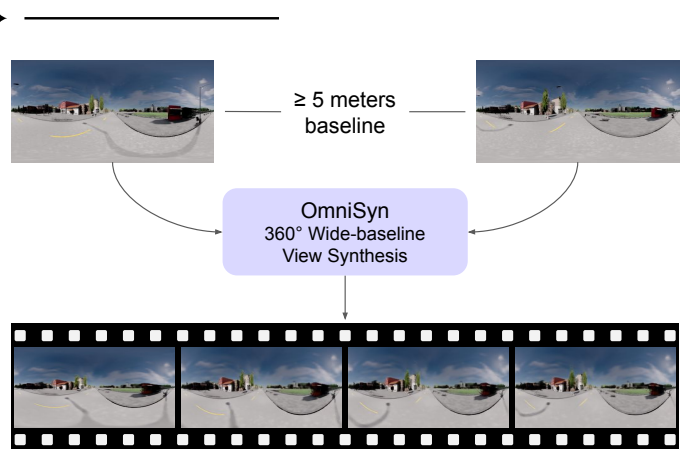 ≥ 5 meters
baseline
OmniSyn
360° Wide-baseline
View Synthesis